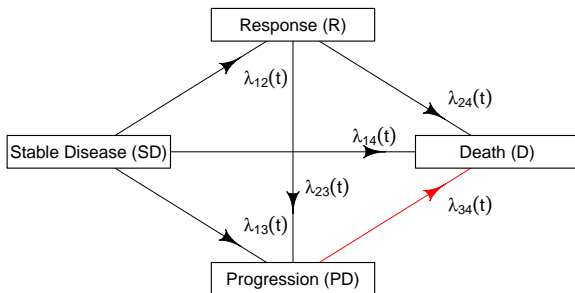 Response (R)
λ12(t)
λ24(t)
λ14(t)
Stable Disease (SD)
Death (D)
λ23(t)
λ34(t)
λ13(t)
Progression (PD)